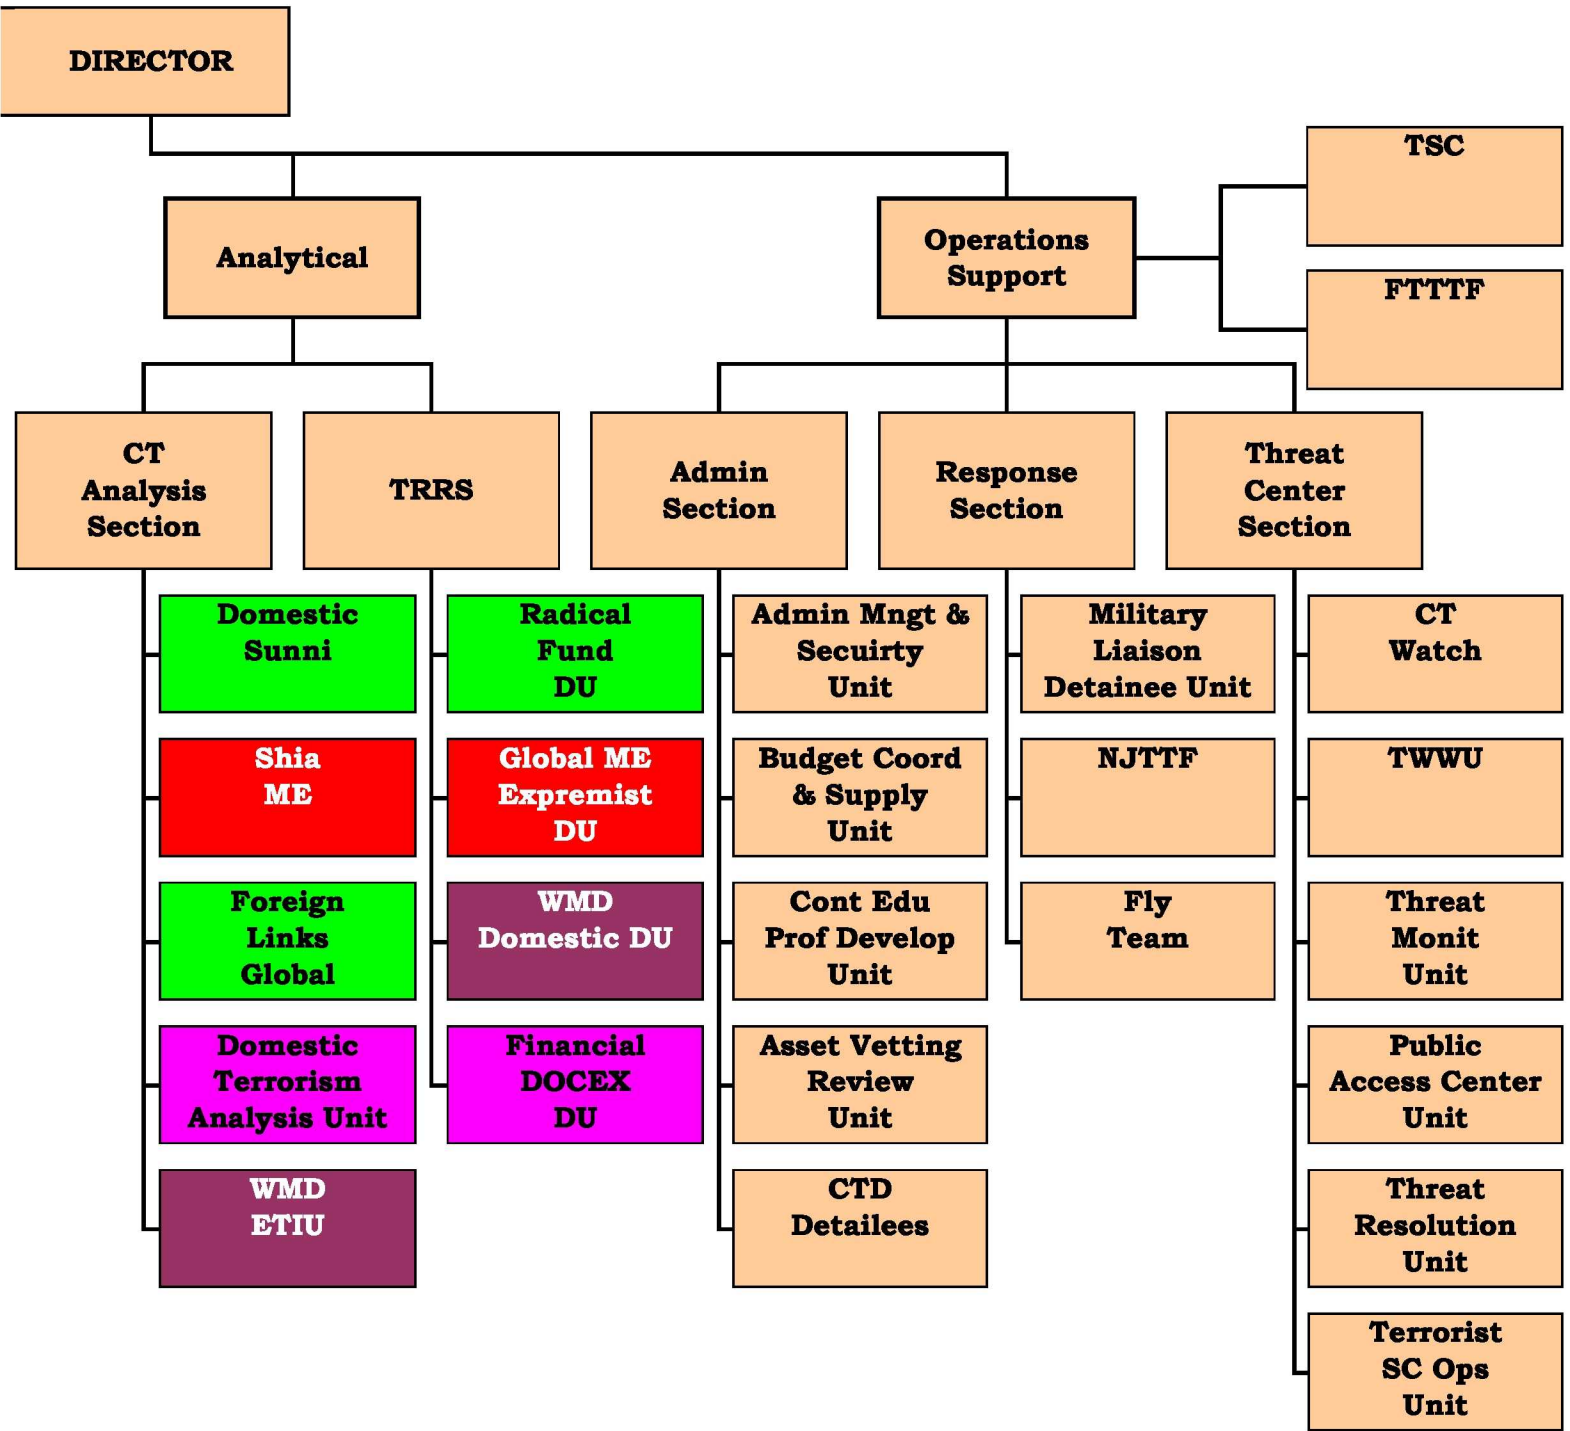 DIRECTOR
TSC
FTTTF
Analytical
Operations
Support
CT
Analysis
Section
TRRS
Admin
Section
Response
Section
Threat
Center
Section
Domestic
Sunni
Shia
ME
Foreign
Links
Global
Domestic
Terrorism
Analysis Unit
WMD
ETIU
Radical
Fund
DU
Global ME
Expremist
DU
WMD
Domestic DU
Financial
DOCEX
DU
Admin Mngt &
Secuirty
Unit
Budget Coord
& Supply
Unit
Cont Edu
Prof Develop
Unit
Asset Vetting
Review
Unit
CTD
Detailees
Military
Liaison
Detainee Unit
NJTTF
Fly
Team
CT
Watch
TWWU
Threat
Monit
Unit
Public
Access Center
Unit
Threat
Resolution
Unit
Terrorist
SC Ops
Unit